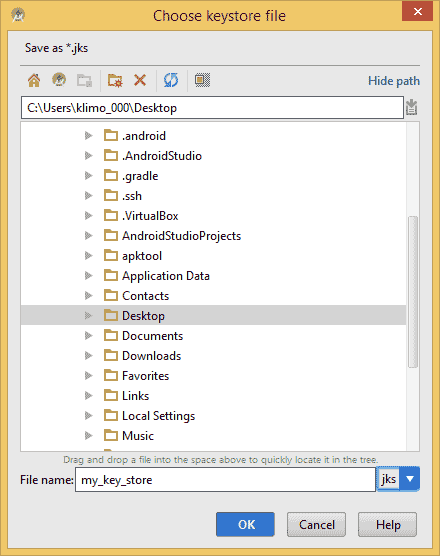 Choose keystore file
Save as *.jks
Hide path
C:\Users\klimo_000\Desktop
.android
.AndroidStudio
.gradle
.ssh
.VirtualBox
AndroidStudioProjects
apktool
Application Data
Contacts
Desktop
Documents
Downloads
Favorites
Links
Local Settings
Music
Drag and drop a file into the space above to quickly locate it in the tree.
File name: my_key_store jks
OK Cancel Help